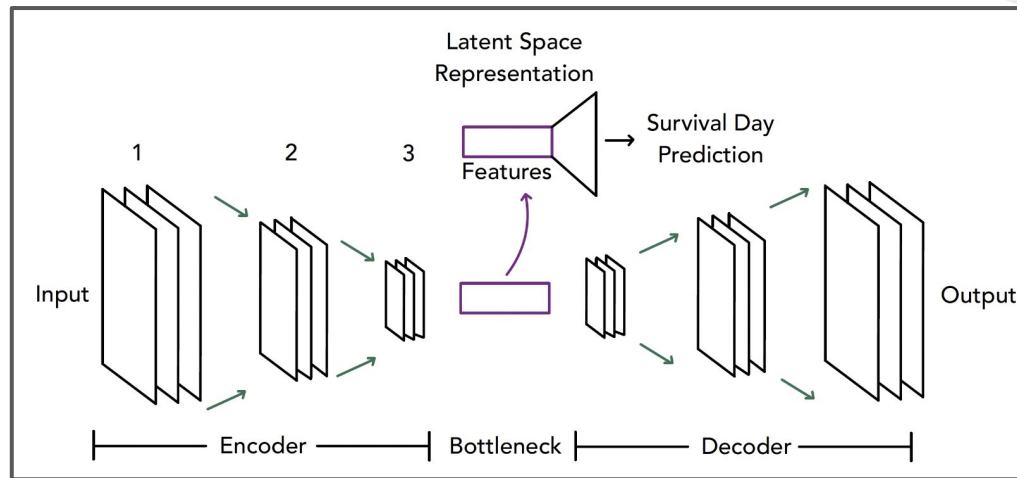 Latent Space
Representation
Survival Day
Prediction
1
2
3
Features
Input
Output
Encoder
Bottleneck
Decoder